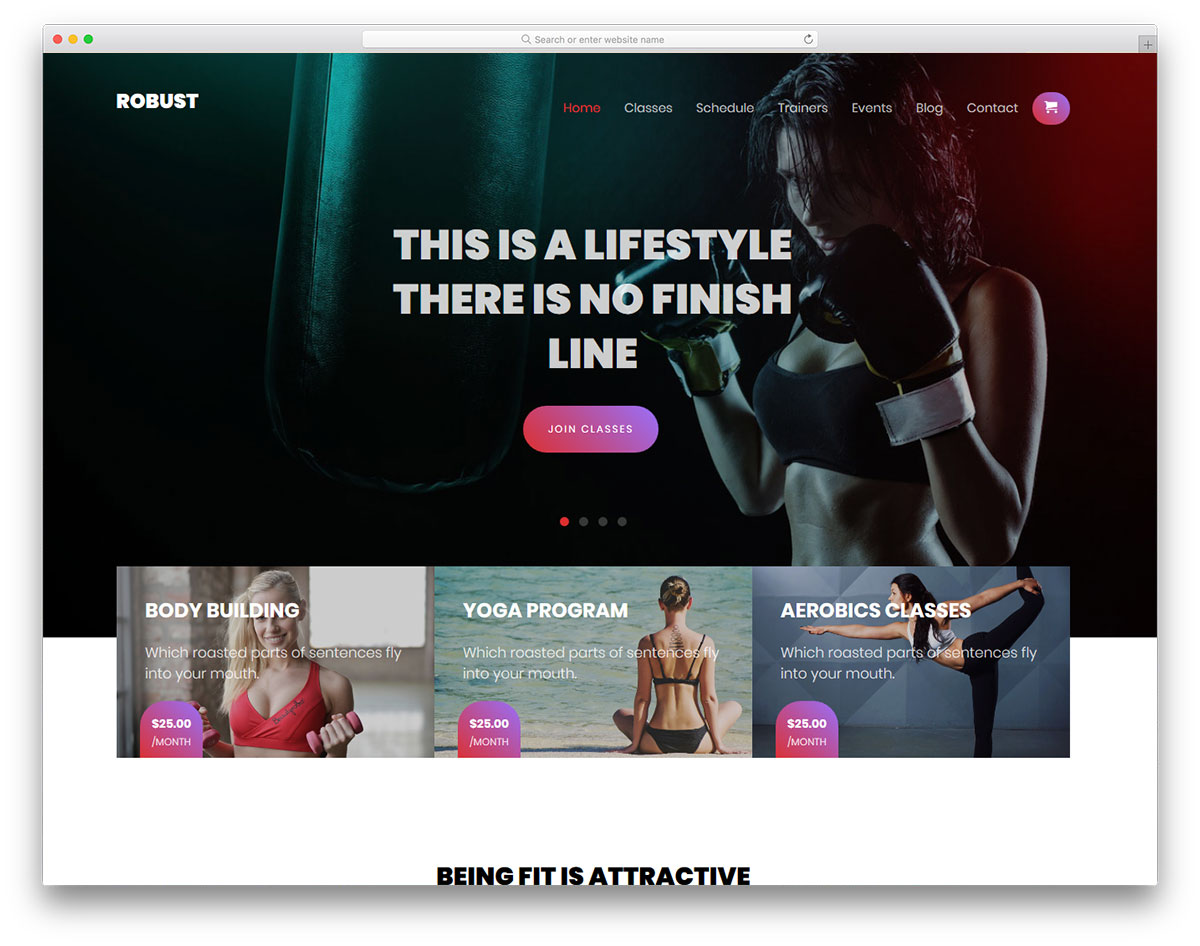 Search or enter website name
ROBUST
Home Classes Schedule Trainers Events Blog Contact
THIS IS A LIFESTYLE
THERE IS NO FINISH
LINE
JOIN CLASSES
BODY BUILDING
Which roasted parts of sentences fly
into your mouth.
$25.00
/MONTH
YOGA PROGRAM
Which roasted parts of sentences fly
into your mouth.
$25.00
/MONTH
AEROBICS CLASSES
Which roasted parts of sentences fly
into your mouth.
$25.00
/MONTH
BEING FIT IS ATTRACTIVE